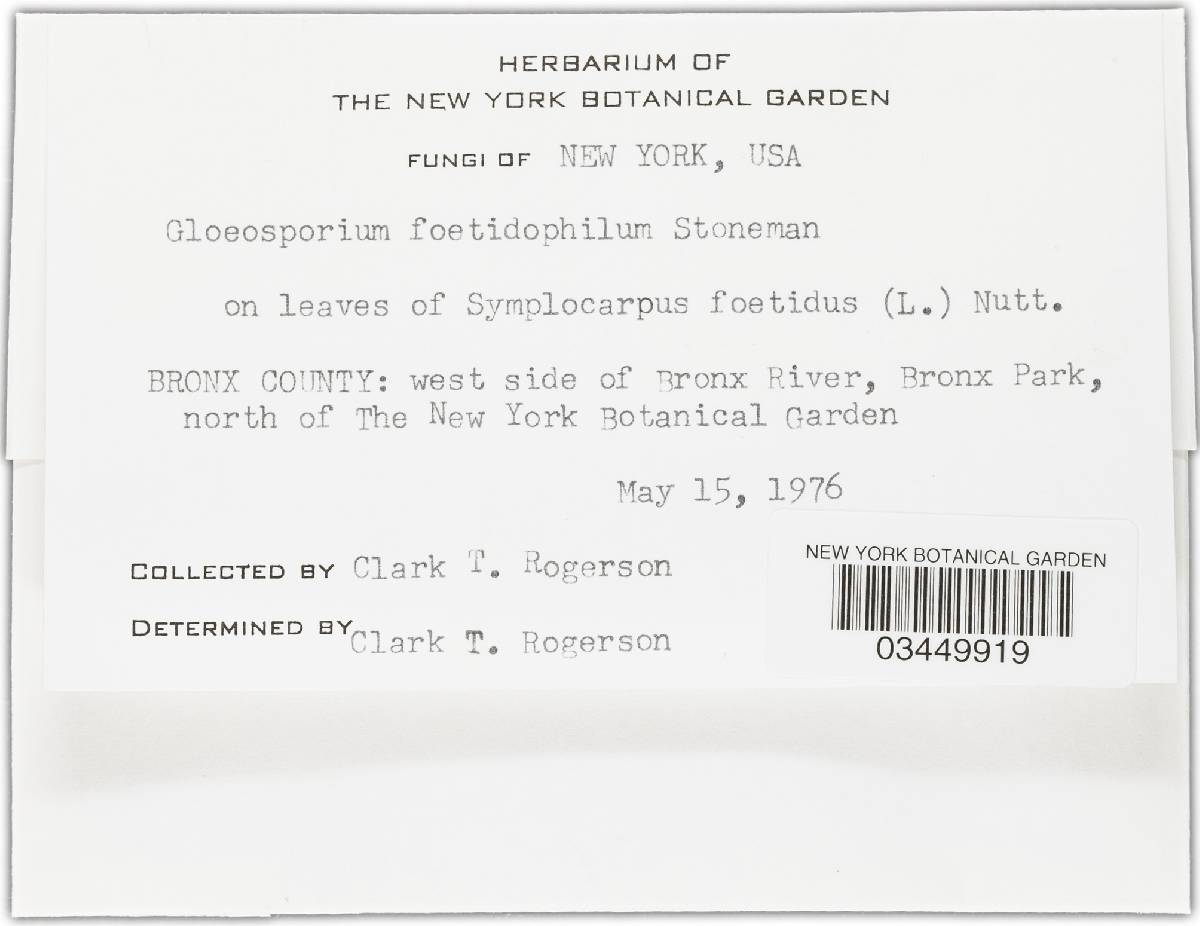 HERBARIUM OF
THE NEW YORK BOTANICAL GARDEN
FUNGI OF NEW YORK, USA
Gloeosporium foetidophilum Stoneman
on leaves of Symplocarpus foetidus (L.) Nutt.
BRONX COUNTY: west side of Bronx River, Bronx Park,
north of The New York Botanical Garden
May 15, 1976
COLLECTED BY Clark T. Rogerson
DETERMINED BY Clark T. Rogerson
NEW YORK BOTANICAL GARDEN
03449919